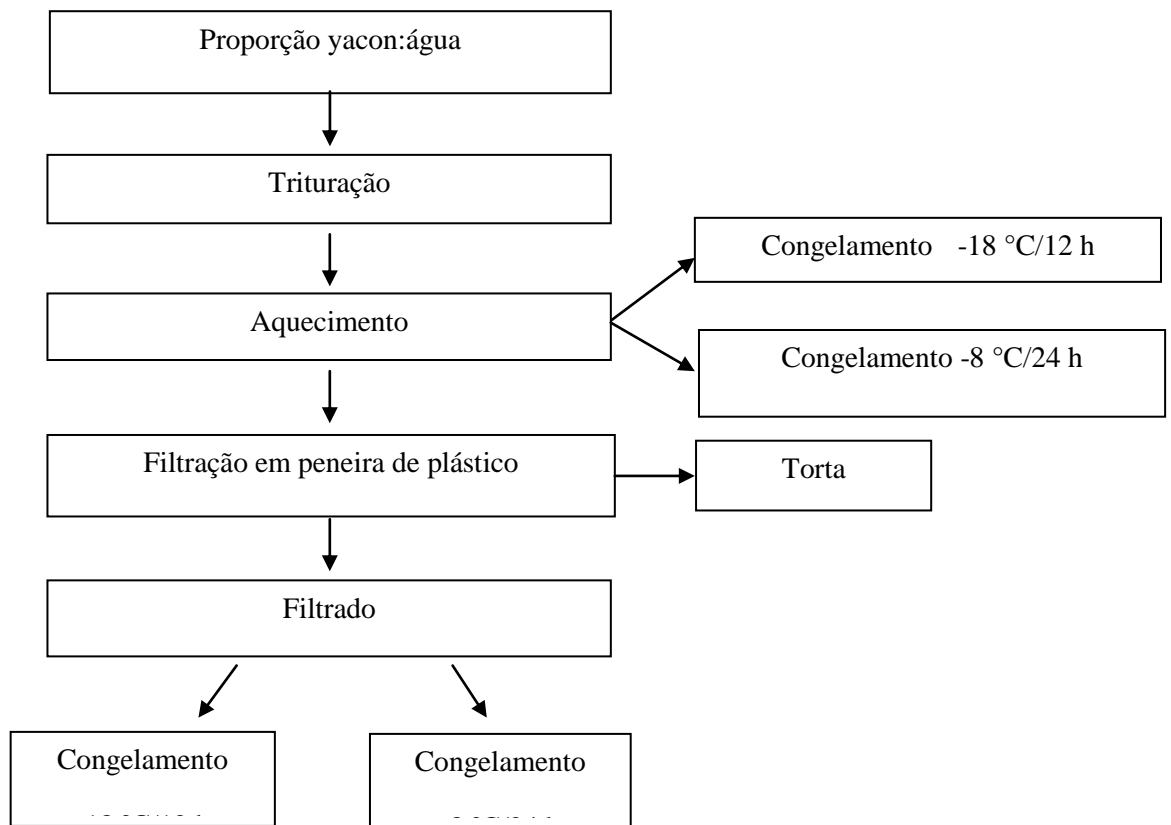 Proporção yacon:água
Trituração
Congelamento -18 °C/12 h
Aquecimento
Congelamento -8 °C/24 h
Filtração em peneira de plástico
Torta
Filtrado
Congelamento
Congelamento